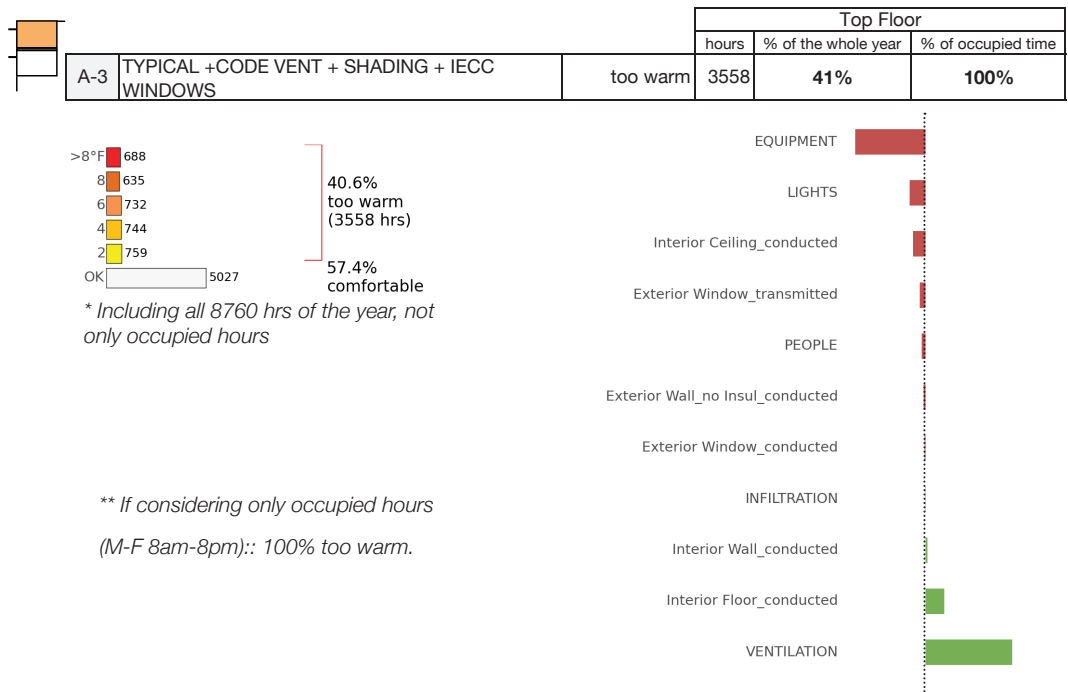 Top Floor
hours % of the whole year % of occupied time
A-3 TYPICAL +CODE VENT + SHADING + IECC
WINDOWS
too warm 3558 41% 100%
>8°F 688
8 635
6 732
4 744
2 759
OK 5027
40.6%
too warm
(3558 hrs)
57.4%
comfortable
* Including all 8760 hrs of the year, not
only occupied hours
** If considering only occupied hours
(M-F 8am-8pm):: 100% too warm.
EQUIPMENT
LIGHTS
Interior Ceiling_conducted
Exterior Window_transmitted
PEOPLE
Exterior Wall_no Insul_conducted
Exterior Window_conducted
INFILTRATION
Interior Wall_conducted
Interior Floor_conducted
VENTILATION